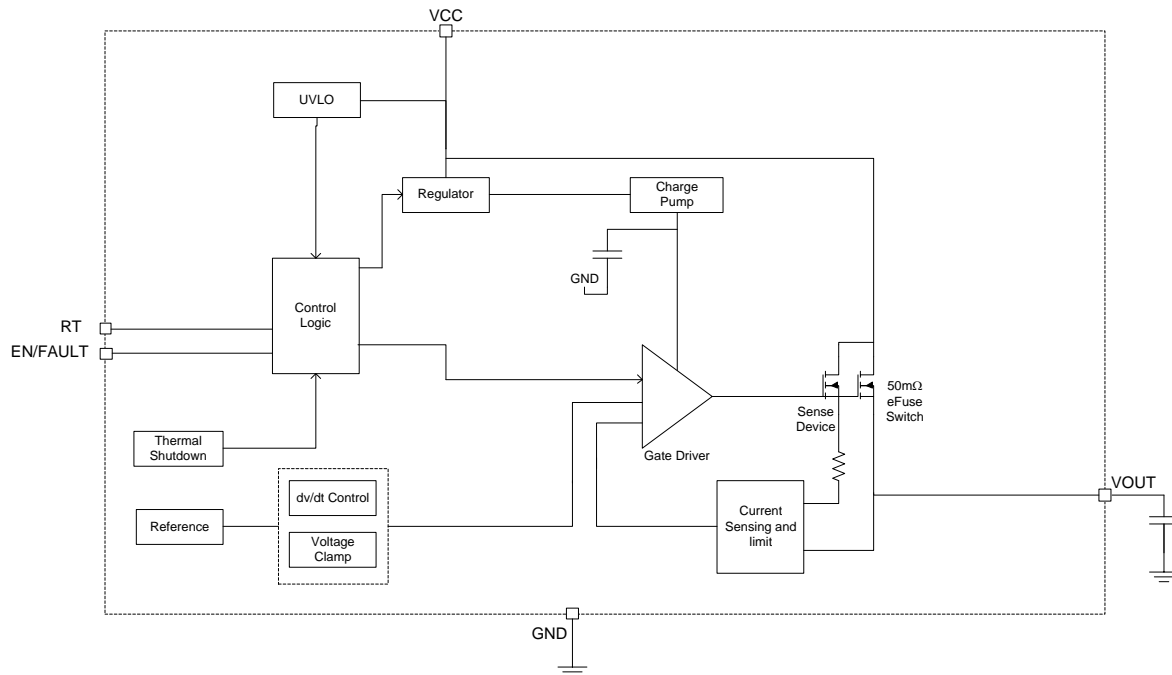 VCC
UVLO
Regulator
Charge
Pump
GND
Control
Logic
RT
EN/FAULT
50mΩ
eFuse
Switch
Sense
Device
Gate Driver
Thermal
Shutdown
dv/dt Control
Reference
Voltage
Clamp
Current
Sensing and
limit
VOUT
GND